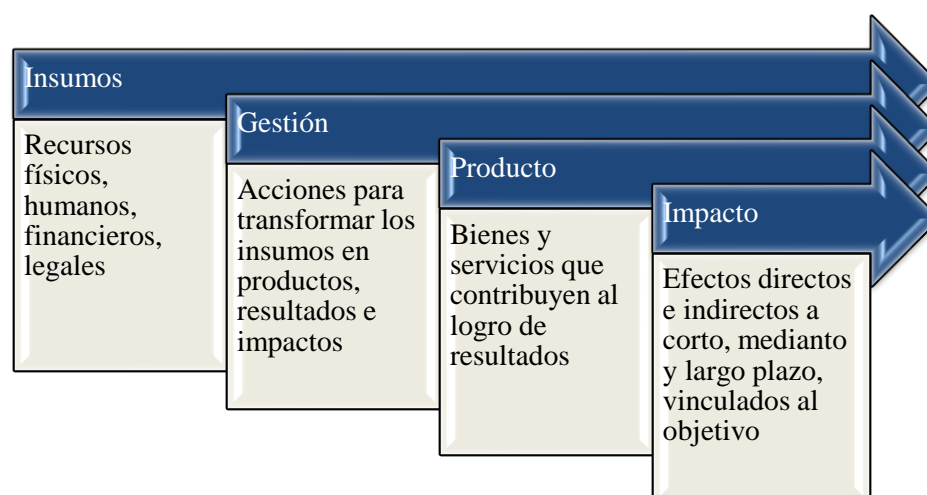 Insumos
Recursos
físicos,
humanos,
financieros,
legales
Gestión
Acciones para
transformar los
insumos en
productos,
resultados e
impactos
Producto
Bienes y
servicios que
contribuyen al
logro de
resultados
Impacto
Efectos directos
e indirectos a
corto, medianto
y largo plazo,
vinculados al
objetivo